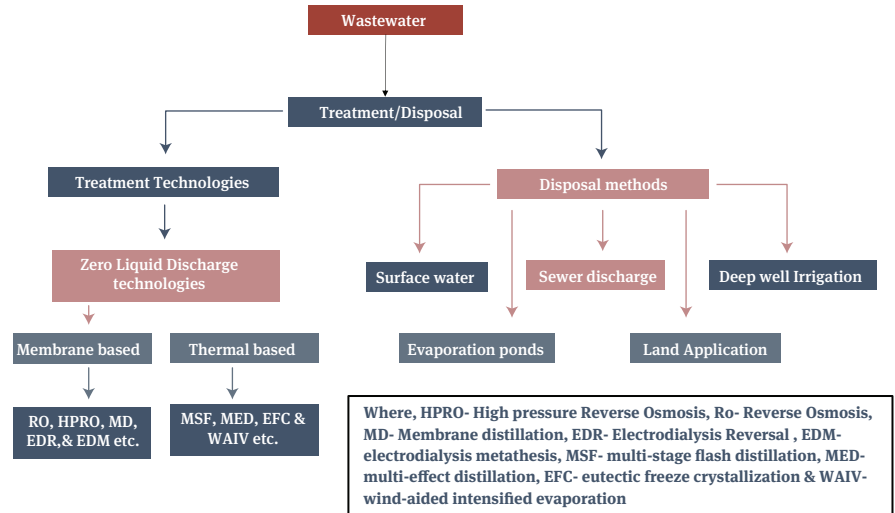 Wastewater
Treatment/Disposal
Treatment Technologies
Disposal methods
Zero Liquid Discharge
technologies
Surface water
Sewer discharge
Deep well Irrigation
Membrane based
Thermal based
Evaporation ponds
Land Application
RO, HPRO, MD,
EDR,& EDM etc.
MSF, MED, EFC &
WAIV etc.
Where, HPRO- High pressure Reverse Osmosis, Ro- Reverse Osmosis,
MD- Membrane distillation, EDR- Electrodialysis Reversal , EDM-
electrodialysis metathesis, MSF- multi-stage flash distillation, MED-
multi-effect distillation, EFC- eutectic freeze crystallization & WAIV-
wind-aided intensified evaporation